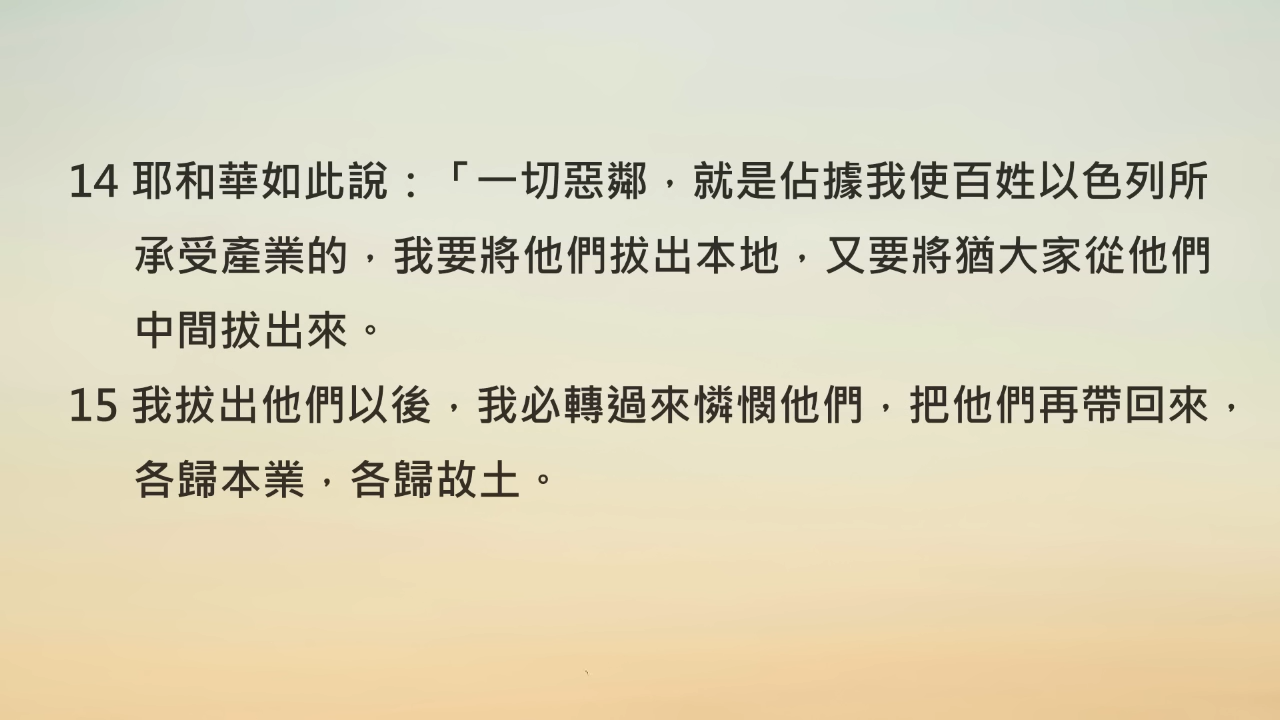 14 耶和華如此說：「一切惡鄰，就是佔據我使百姓以色列所
承受產業的，我要將他們拔出本地，又要將猶大家從他們
中間拔出來。
15 我拔出他們以後，我必轉過來憐憫他們，把他們再帶回來，
各歸本業，各歸故土。
、